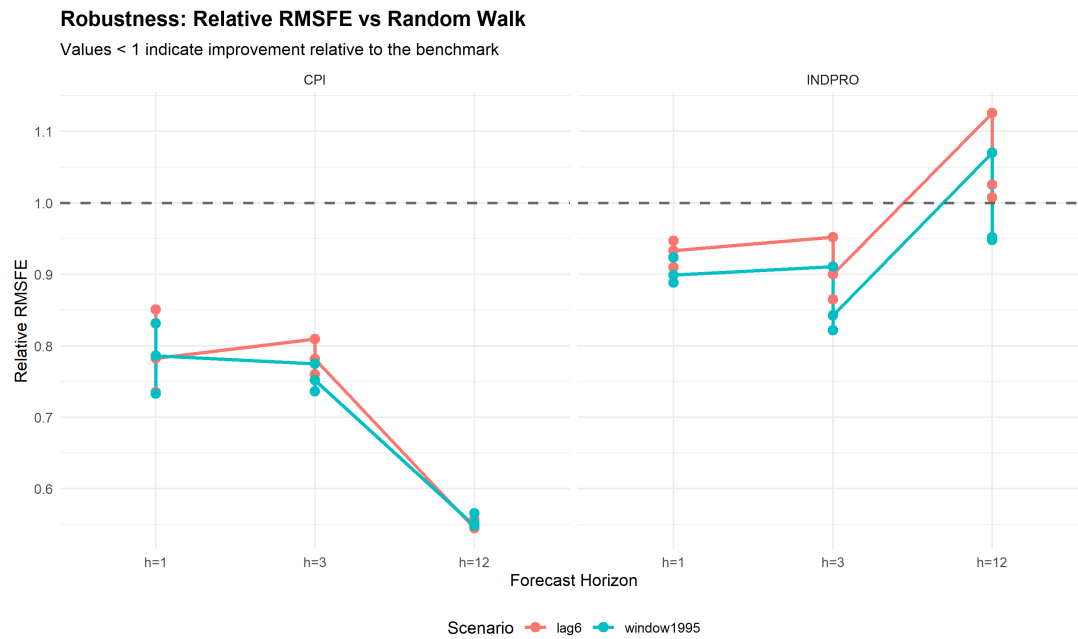 Robustness: Relative RMSFE vs Random Walk
Values < 1 indicate improvement relative to the benchmark
CPI
INDPRO
Relative RMSFE
1.1
1.0
0.9
0.8
0.7
0.6
h=1 h=3 h=12
h=1 h=3 h=12
Forecast Horizon
Scenario lag6 window1995